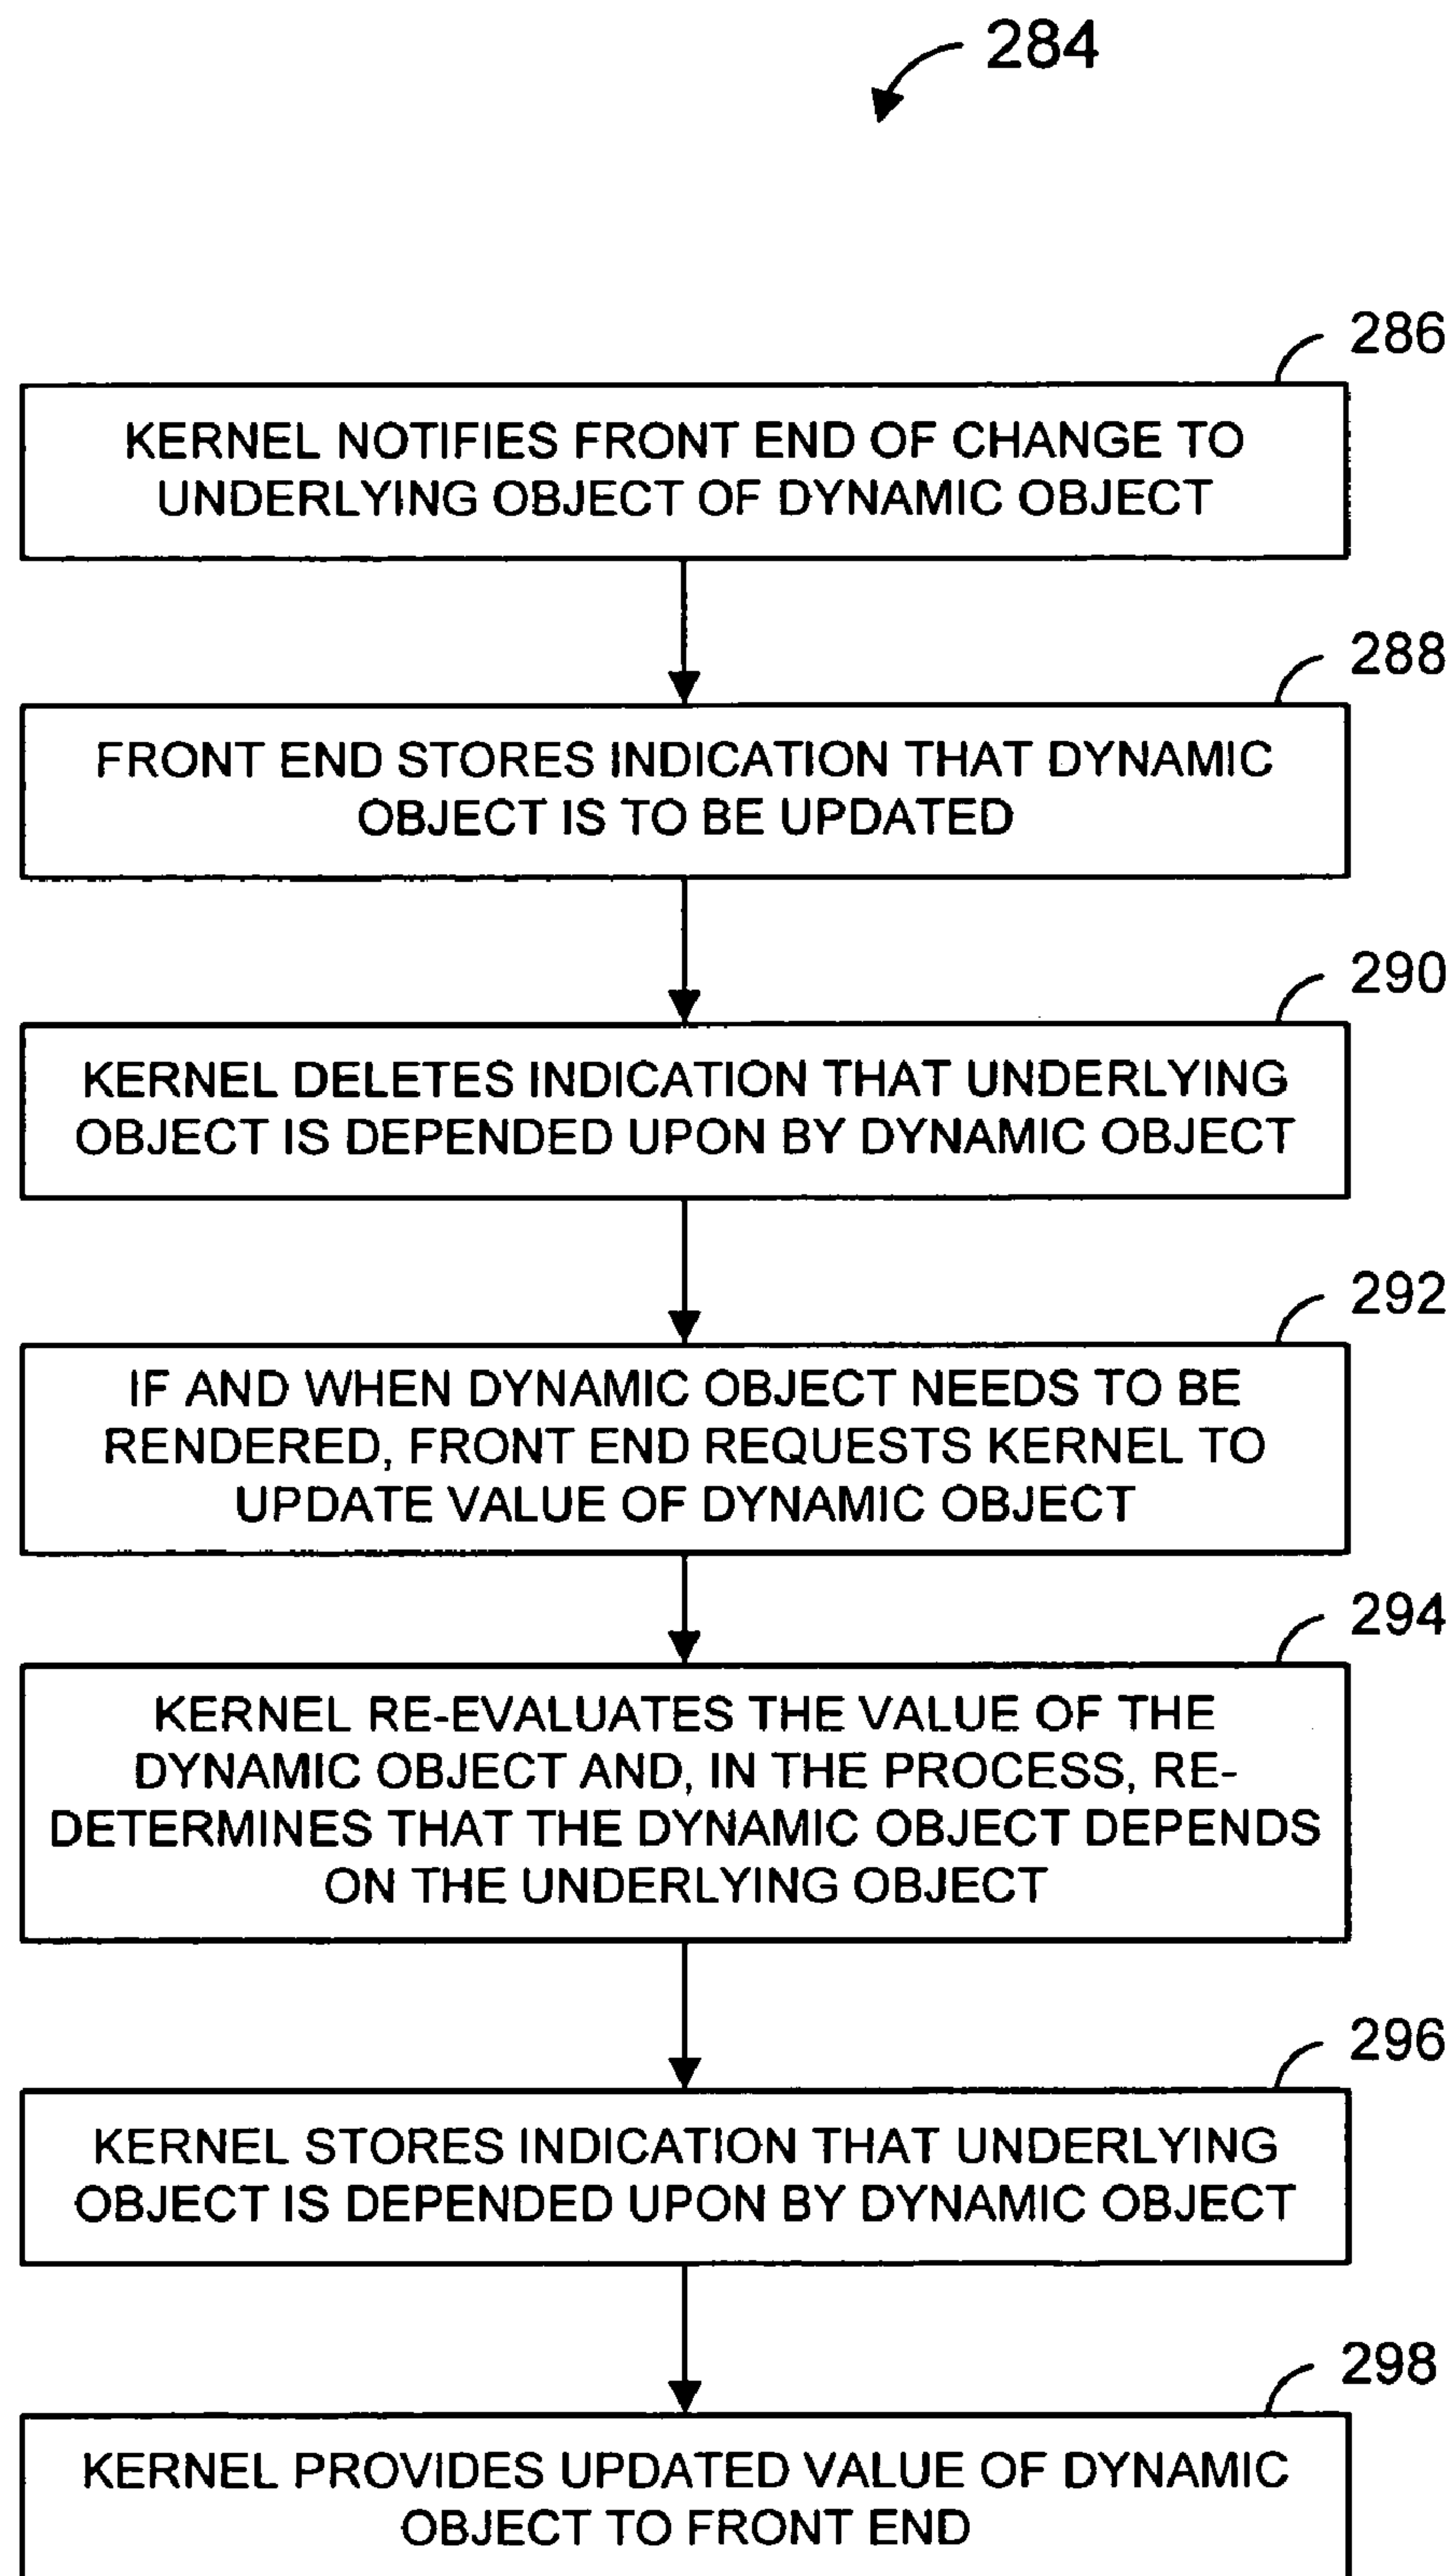 284
286
KERNEL NOTIFIES FRONT END OF CHANGE TO
UNDERLYING OBJECT OF DYNAMIC OBJECT
288
FRONT END STORES INDICATION THAT DYNAMIC
OBJECT IS TO BE UPDATED
290
KERNEL DELETES INDICATION THAT UNDERLYING
OBJECT IS DEPENDED UPON BY DYNAMIC OBJECT
292
IF AND WHEN DYNAMIC OBJECT NEEDS TO BE
RENDERED, FRONT END REQUESTS KERNEL TO
UPDATE VALUE OF DYNAMIC OBJECT
294
KERNEL RE-EVALUATES THE VALUE OF THE
DYNAMIC OBJECT AND, IN THE PROCESS, RE-
DETERMINES THAT THE DYNAMIC OBJECT DEPENDS
ON THE UNDERLYING OBJECT
296
KERNEL STORES INDICATION THAT UNDERLYING
OBJECT IS DEPENDED UPON BY DYNAMIC OBJECT
298
KERNEL PROVIDES UPDATED VALUE OF DYNAMIC
OBJECT TO FRONT END